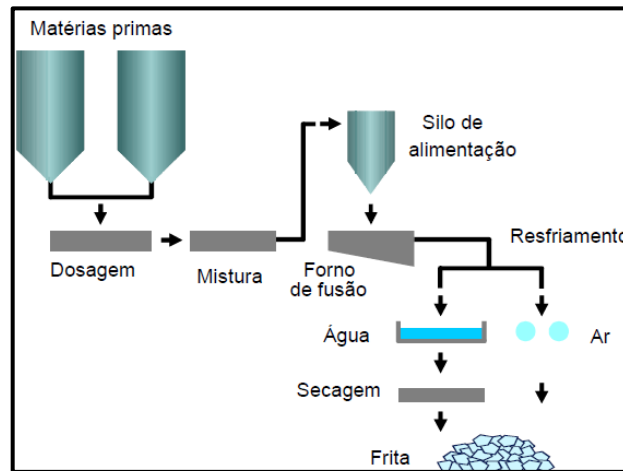 Matérias primas
Silo de
alimentação
Dosagem
Mistura
Forno
de fusão
Resfriamento
Água
Ar
Secagem
Frita